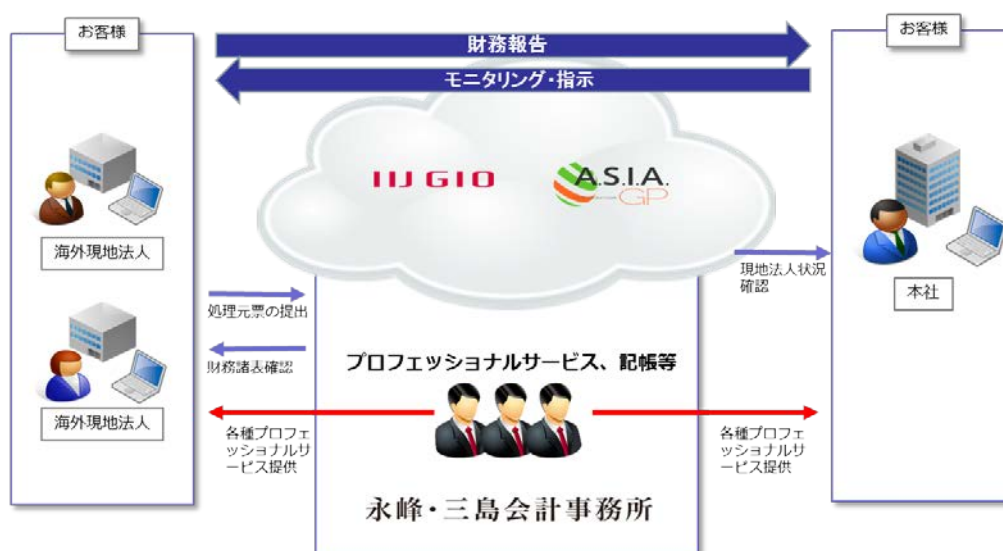 お客様
お客様
財務報告
モニタリング・指示
IIJ GIO
A.S.I.A.
GP
海外現地法人
現地法人状況
確認
本社
処理元票の提出
財務諸表確認
プロフェッショナルサービス、記帳等
海外現地法人
各種プロフェ
ッショナルサ
ービス提供
各種プロフェ
ッショナルサ
ービス提供
永峰・三島会計事務所